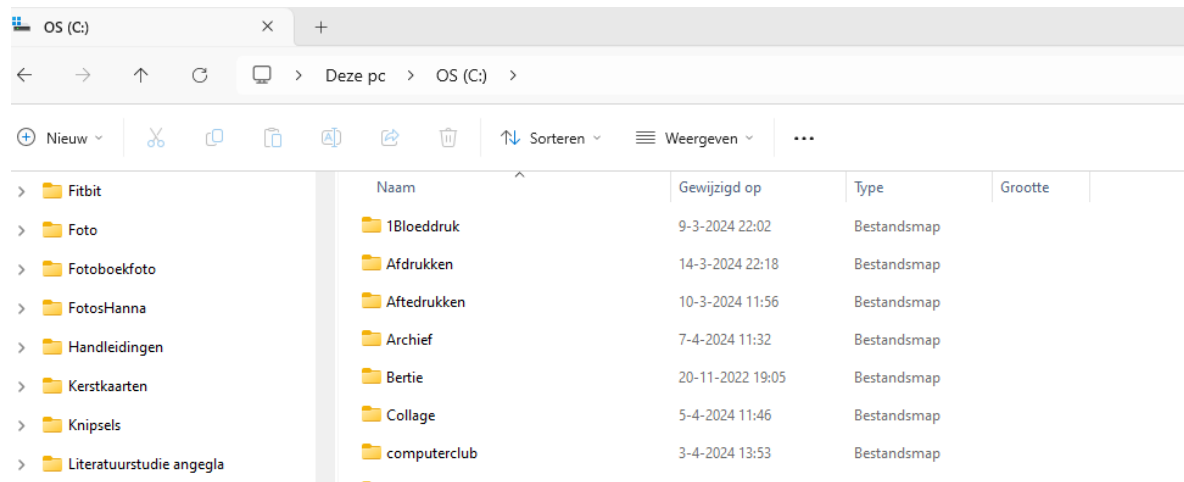 OS (C:)
Deze pc > OS (C:) >
Nieuw Sorteren Weergeven ...
Fitbit
Foto
Fotoboekfoto
FotosHanna
Handleidingen
Kerstkaarten
Knipsels
Literatuurstudie angegla
Naam Gewijzigd op Type Grootte
1Bloeddruk 9-3-2024 22:02 Bestandsmap
Afdrukken 14-3-2024 22:18 Bestandsmap
Aftedrukken 10-3-2024 11:56 Bestandsmap
Archief 7-4-2024 11:32 Bestandsmap
Bertie 20-11-2022 19:05 Bestandsmap
Collage 5-4-2024 11:46 Bestandsmap
computerclub 3-4-2024 13:53 Bestandsmap